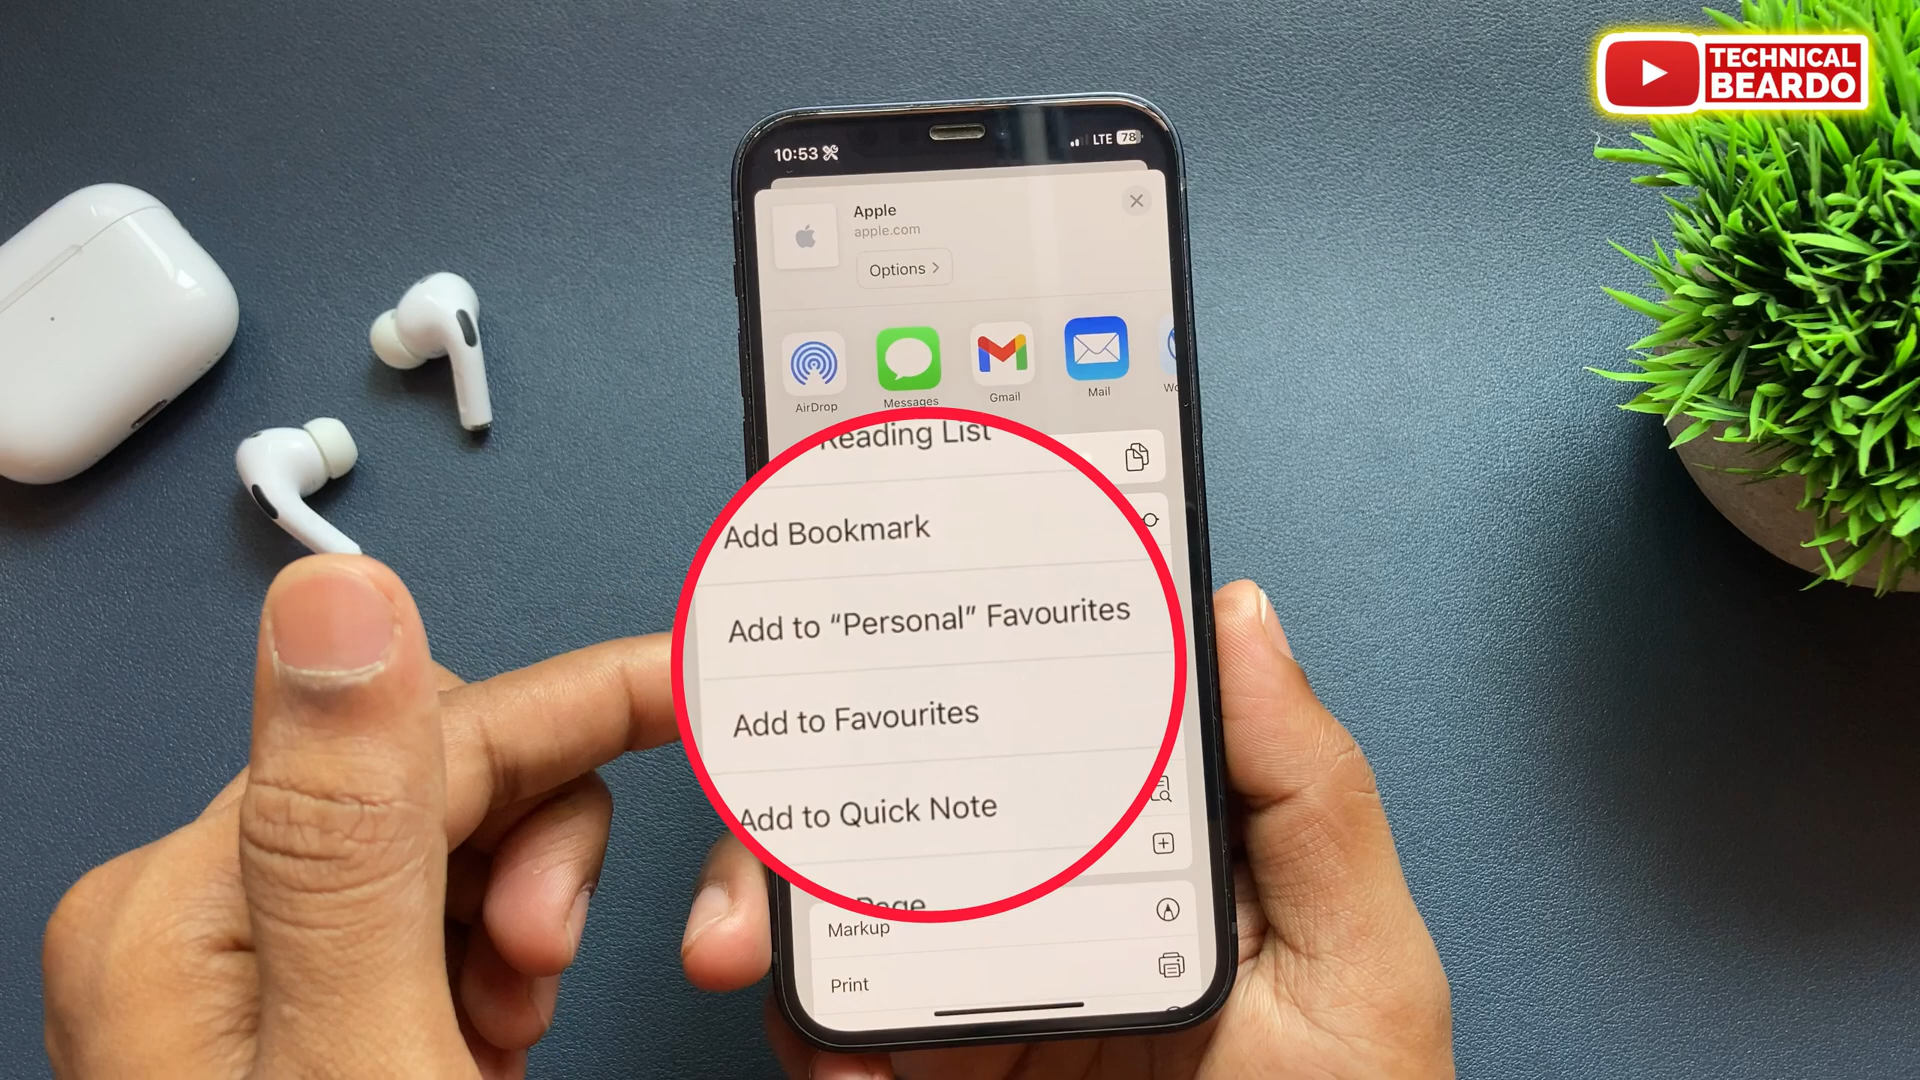 TECHNICAL
BEARDO
10:53
LTE 78
Apple
apple.com
Options
AirDrop
Messages
Gmail
Mail
Reading List
Add Bookmark
Add to “Personal” Favourites
Add to Favourites
Add to Quick Note
Page
Markup
Print